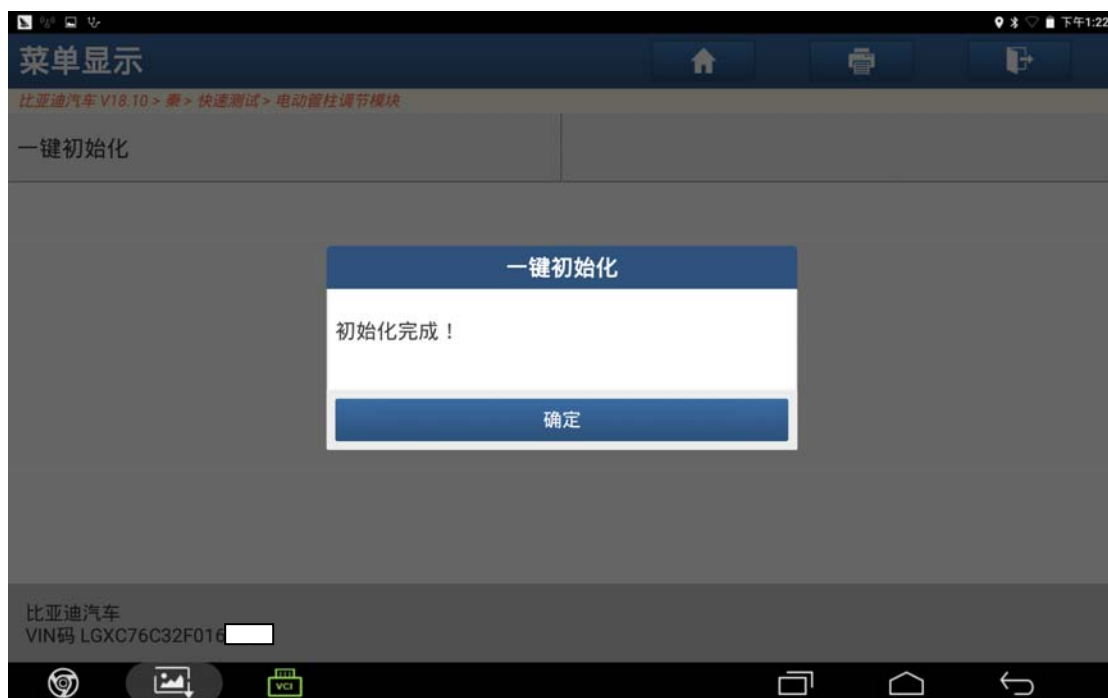 下午1:22
菜单显示
比亚迪汽车 V18.10 > 秦 > 快速测试 > 电动管柱调节模块
一键初始化
一键初始化
初始化完成！
确定
比亚迪汽车
VIN码 LGXC76C32F016
VCI